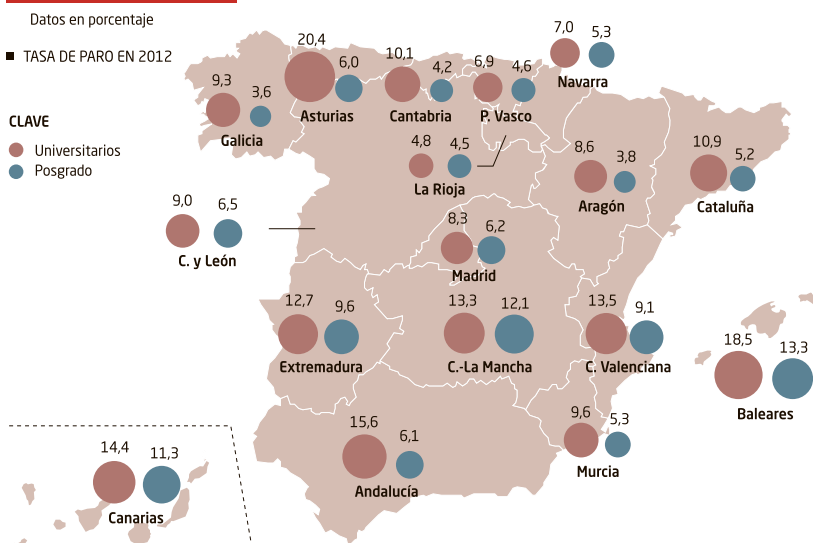 Datos en porcentaje
TASA DE PARO EN 2012
CLAVE
Universitarios
Posgrado
9,3
3,6
Galicia
20,4
6,0
Asturias
10,1
4,2
Cantabria
6,9
4,6
P. Vasco
7,0
5,3
Navarra
4,8
4,5
La Rioja
8,6
3,8
Aragón
10,9
5,2
Cataluña
9,0
6,5
C. y León
8,3
6,2
Madrid
12,7
9,6
Extremadura
13,3
12,1
C.-La Mancha
13,5
9,1
C. Valenciana
18,5
13,3
Baleares
15,6
6,1
Andalucía
9,6
5,3
Murcia
14,4
11,3
Canarias